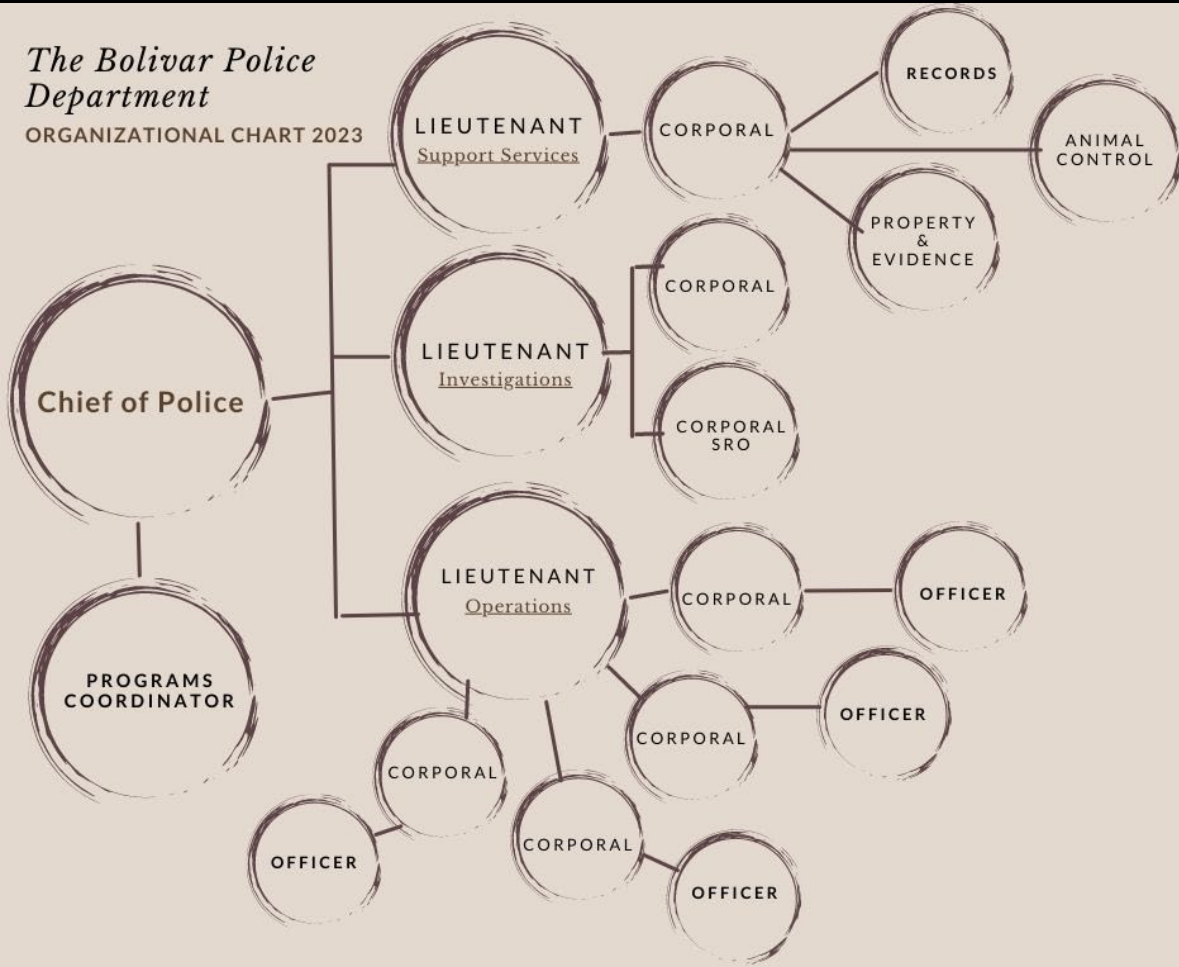 The Bolivar Police
Department
ORGANIZATIONAL CHART 2023
LIEUTENANT
Support Services
CORPORAL
RECORDS
ANIMAL
CONTROL
PROPERTY
&
EVIDENCE
Chief of Police
LIEUTENANT
Investigations
CORPORAL
CORPORAL
SRO
LIEUTENANT
Operations
CORPORAL
OFFICER
CORPORAL
OFFICER
PROGRAMS
COORDINATOR
CORPORAL
OFFICER
CORPORAL
OFFICER